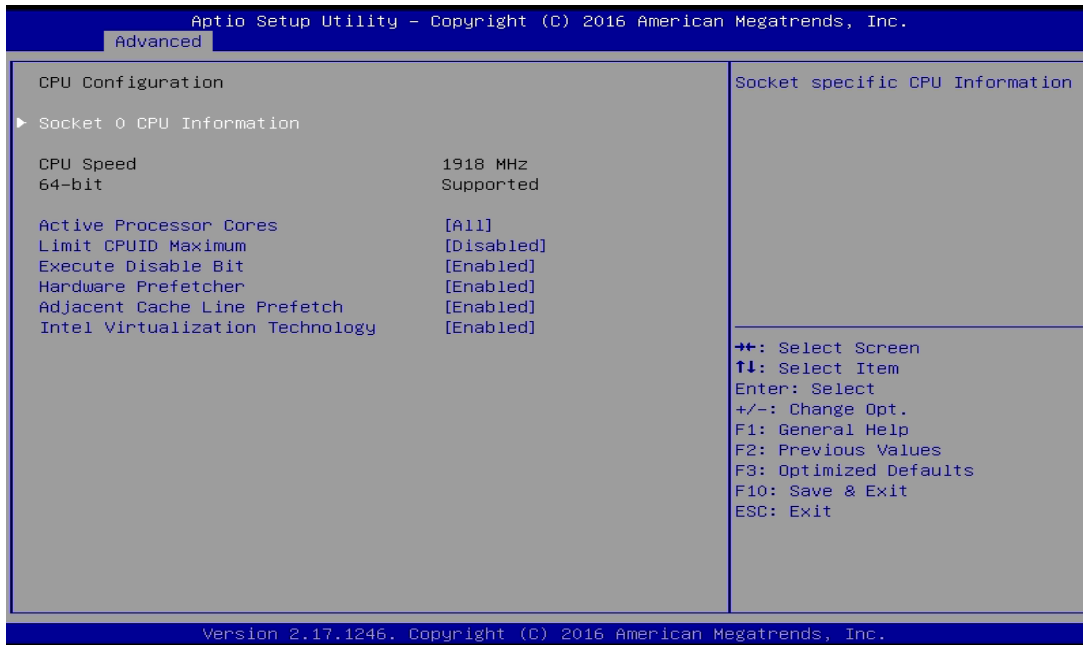 Aptio Setup Utility – Copyright (C) 2016 American Megatrends, Inc.
Advanced
CPU Configuration
▶ Socket 0 CPU Information
CPU Speed 1918 MHz
64-bit Supported
Active Processor Cores [All]
Limit CPUID Maximum [Disabled]
Execute Disable Bit [Enabled]
Hardware Prefetcher [Enabled]
Adjacent Cache Line Prefetch [Enabled]
Intel Virtualization Technology [Enabled]
Socket specific CPU Information
→←: Select Screen
↑↓: Select Item
Enter: Select
+/-: Change Opt.
F1: General Help
F2: Previous Values
F3: Optimized Defaults
F10: Save & Exit
ESC: Exit
Version 2.17.1246. Copyright (C) 2016 American Megatrends, Inc.